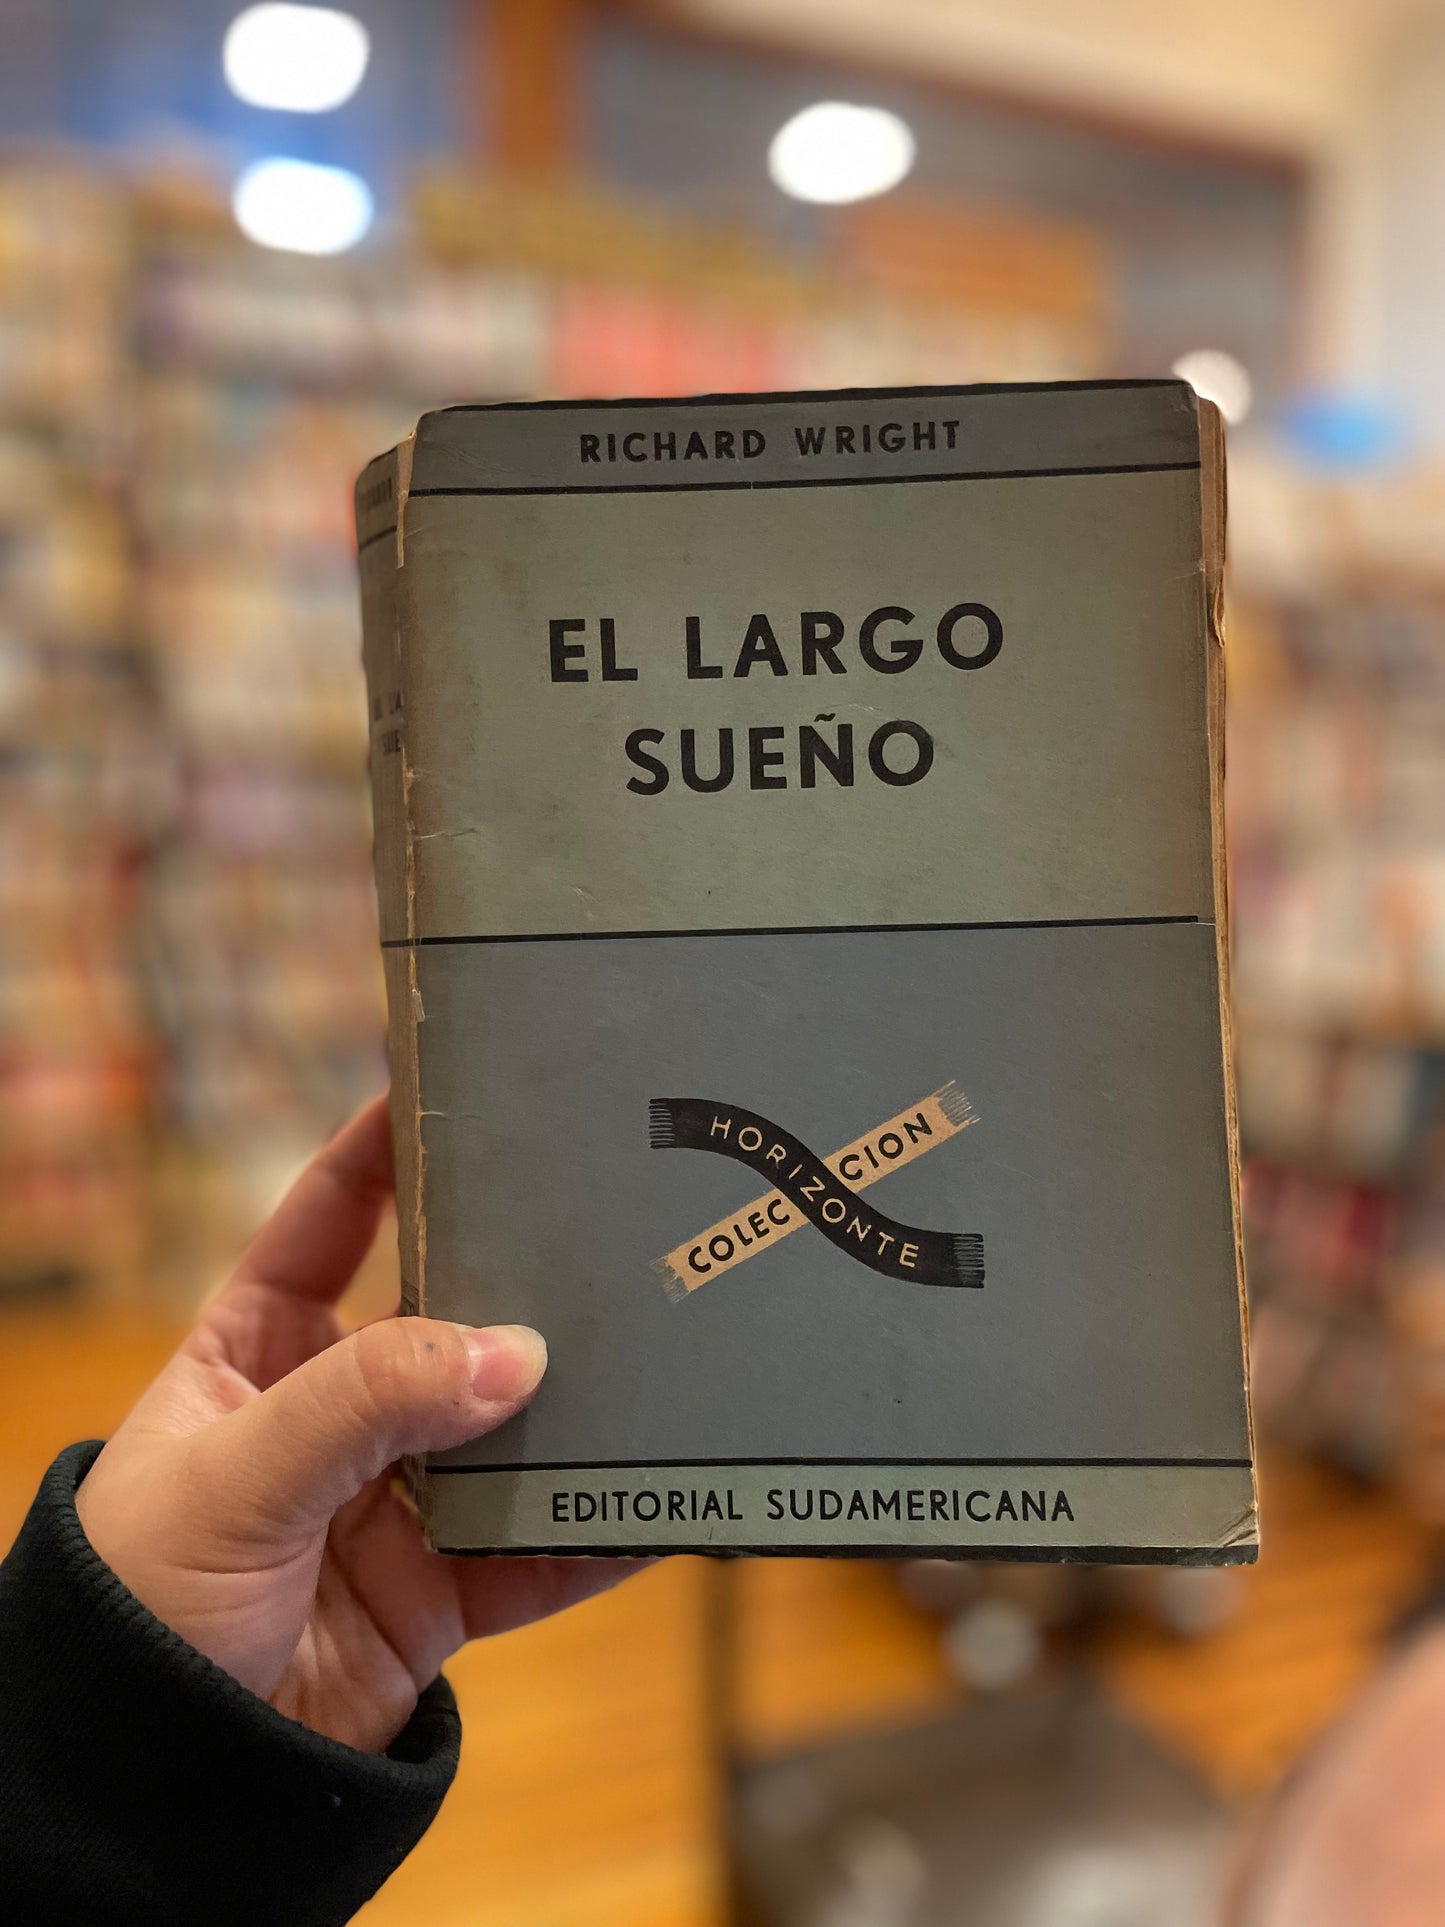 RICHARD WRIGHT
EL LARGO
SUEÑO
HORIZONTE
COLECCION
EDITORIAL SUDAMERICANA